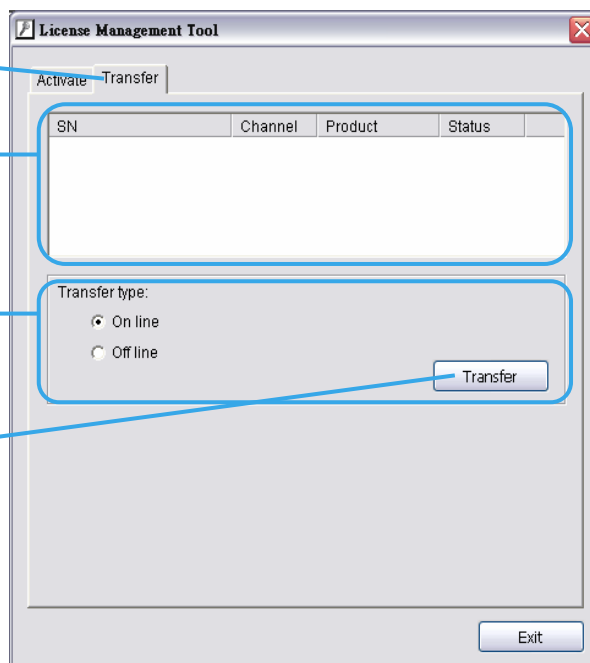 License Management Tool
Activate Transfer
SN Channel Product Status
Transfer type:
On line
Off line
Transfer
Exit